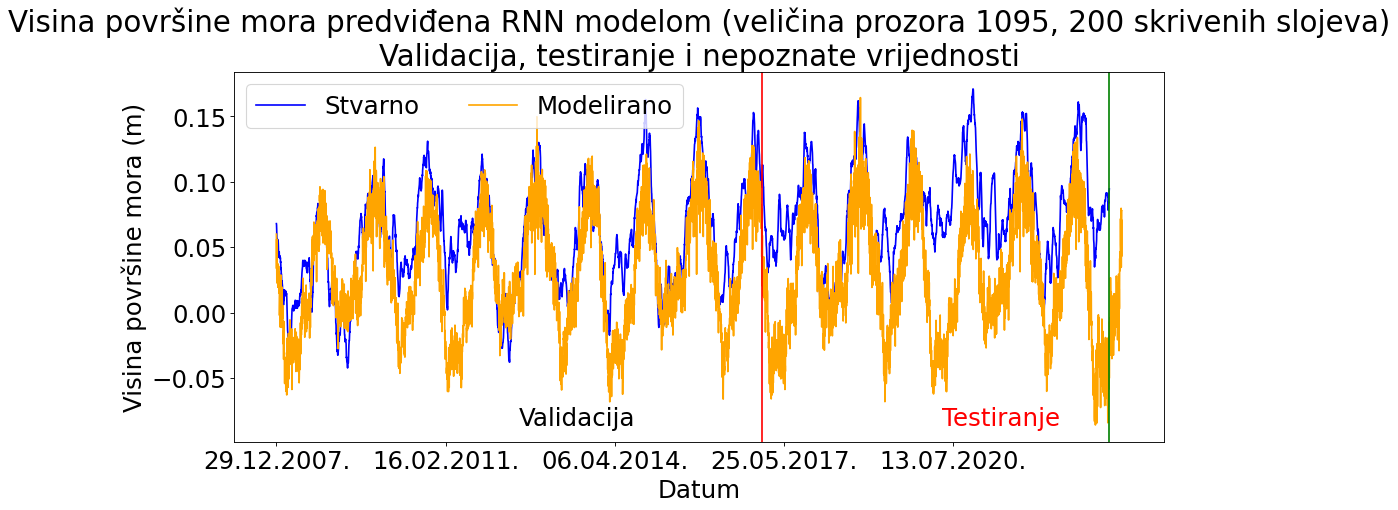 Visina površine mora predviđena RNN modelom (veličina prozora 1095, 200 skrivenih slojeva)
Validacija, testiranje i nepoznate vrijednosti
Stvarno
Modelirano
Visina površine mora (m)
0.15
0.10
0.05
0.00
−0.05
Validacija
Testiranje
29.12.2007.
16.02.2011.
06.04.2014.
25.05.2017.
13.07.2020.
Datum